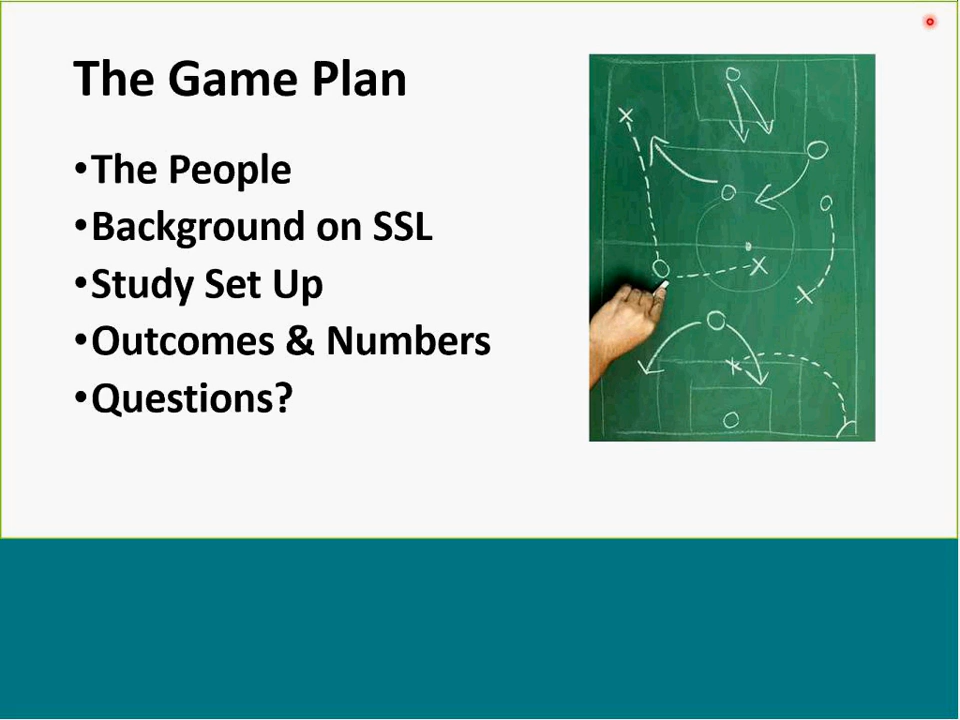 The Game Plan
•The People
•Background on SSL
•Study Set Up
•Outcomes & Numbers
•Questions?